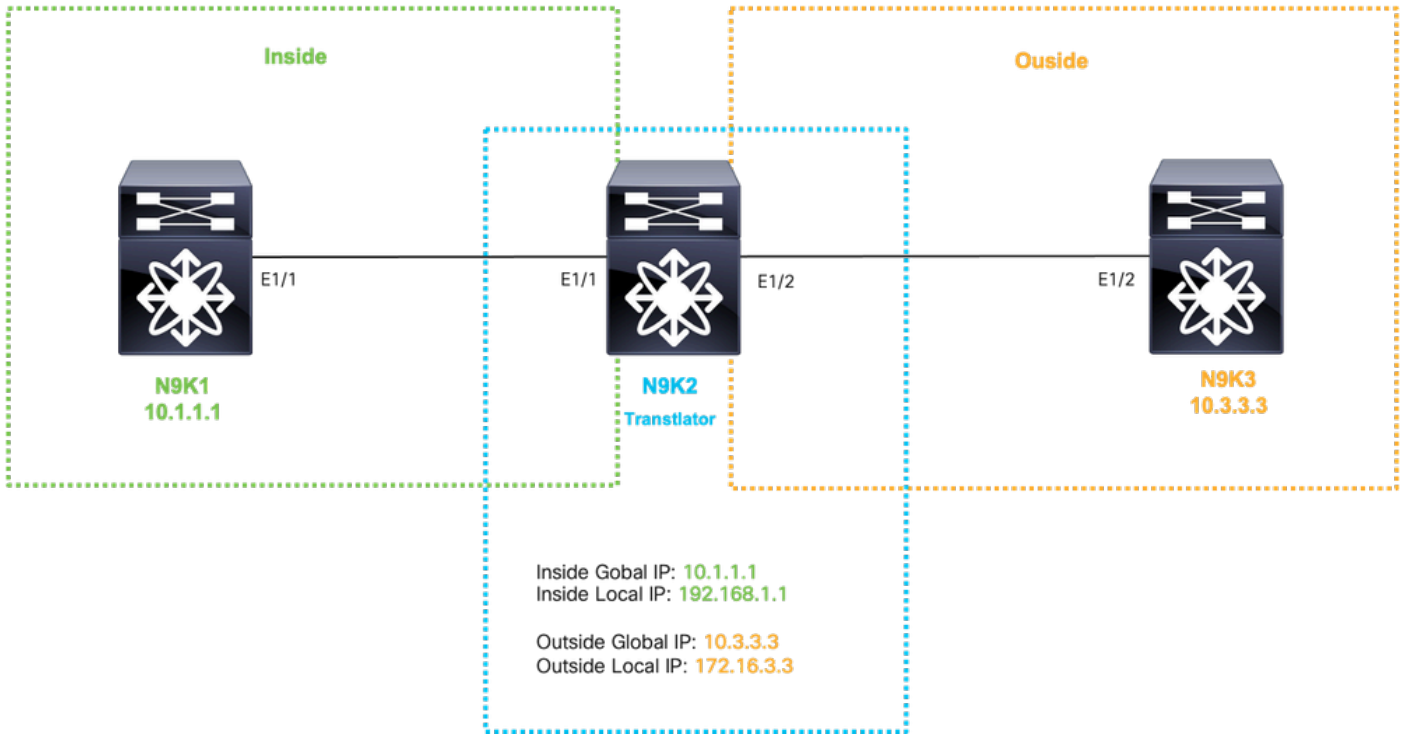 Inside
Ouside
E1/1
E1/1
E1/2
E1/2
N9K1
10.1.1.1
N9K2
Transtlator
N9K3
10.3.3.3
Inside Gobal IP: 10.1.1.1
Inside Local IP: 192.168.1.1
Outside Global IP: 10.3.3.3
Outside Local IP: 172.16.3.3